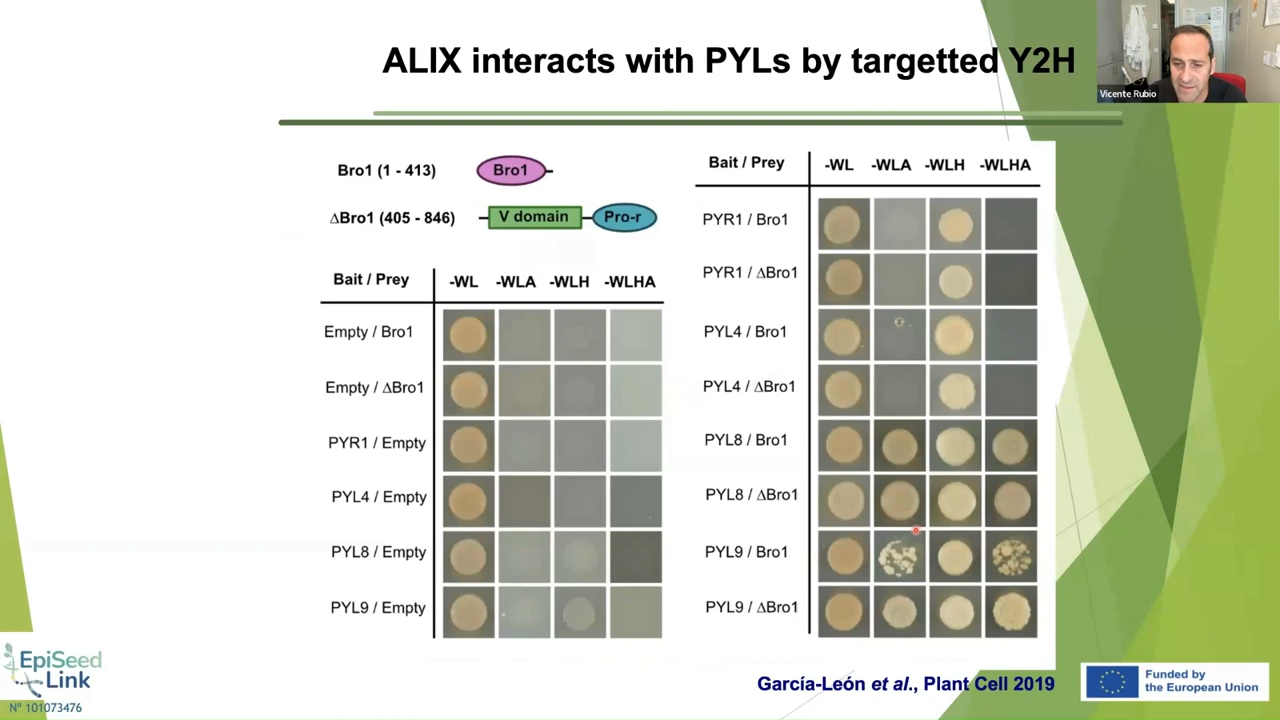 ALIX interacts with PYLs by targetted Y2H
Vicente Rubio
Bro1 (1 - 413)
Bro1
ΔBro1 (405 - 846)
V domain
Pro-r
Bait / Prey -WL -WLA -WLH -WLHA
Empty / Bro1
Empty / ΔBro1
PYR1 / Empty
PYL4 / Empty
PYL8 / Empty
PYL9 / Empty
Bait / Prey -WL -WLA -WLH -WLHA
PYR1 / Bro1
PYR1 / ΔBro1
PYL4 / Bro1
PYL4 / ΔBro1
PYL8 / Bro1
PYL8 / ΔBro1
PYL9 / Bro1
PYL9 / ΔBro1
García-León et al., Plant Cell 2019
EpiSeed
Link
Nº 101073476
Funded by
the European Union